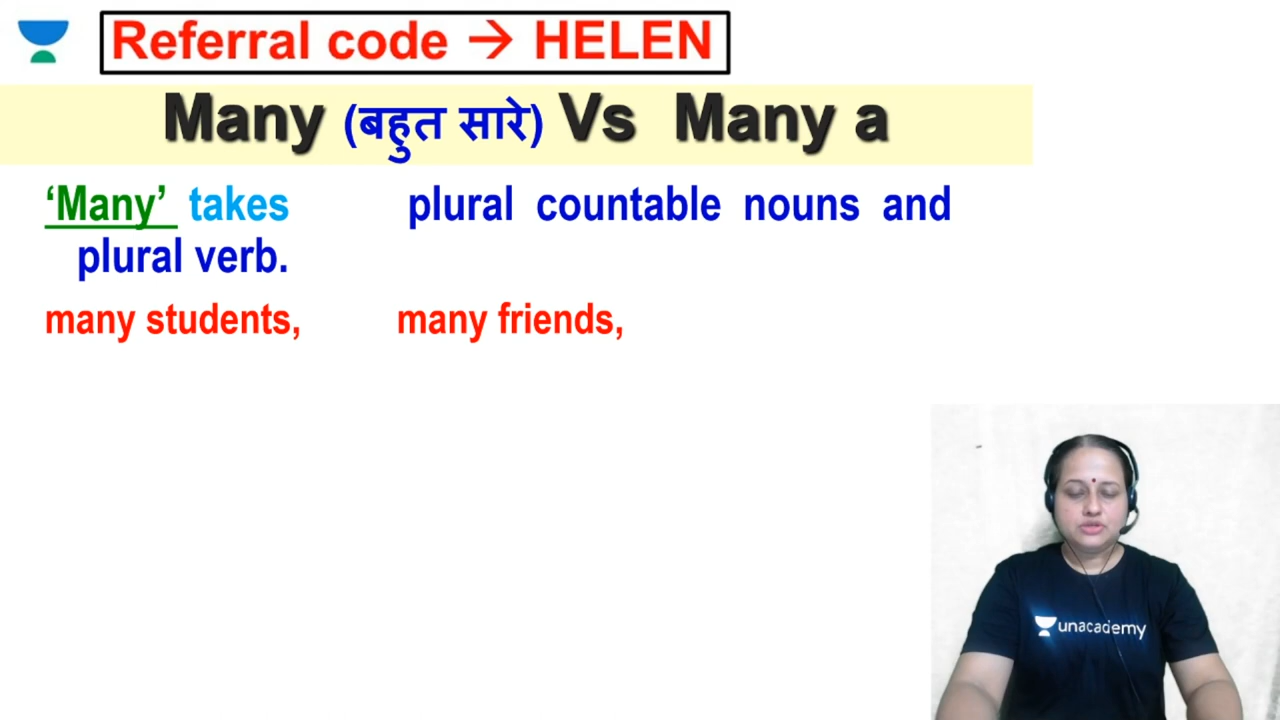 Referral code → HELEN
Many (बहुत सारे) Vs Many a
‘Many’ takes plural countable nouns and
plural verb.
many students, many friends,
unacademy